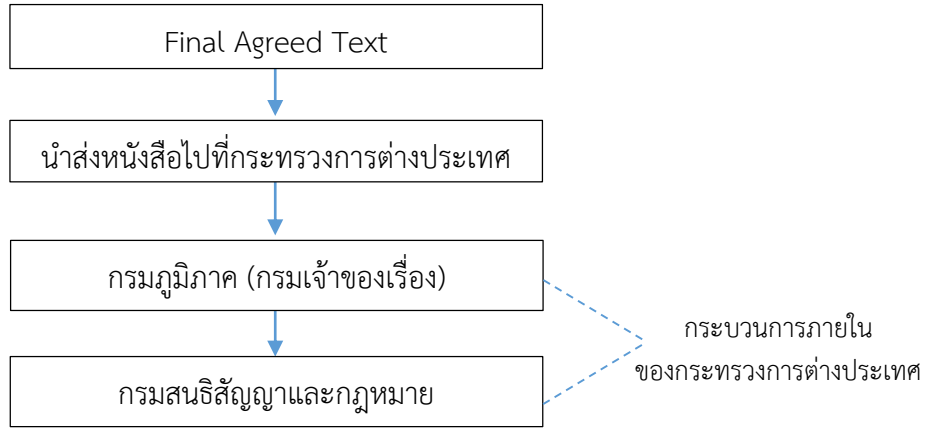 Final Agreed Text
นำส่งหนังสือไปที่กระทรวงการต่างประเทศ
กรมภูมิภาค (กรมเจ้าของเรื่อง)
กระบวนการภายใน
ของกระทรวงการต่างประเทศ
กรมสนธิสัญญาและกฎหมาย